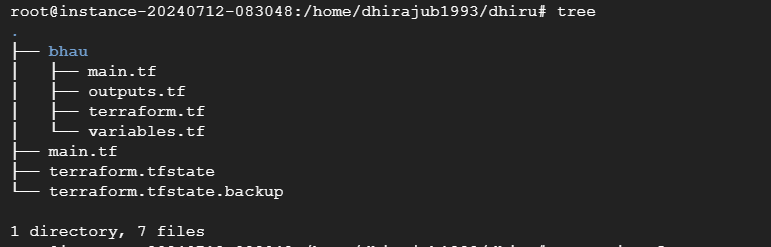 root@instance-20240712-083048:/home/dhirajub1993/dhiru# tree
.
├── bhau
│   ├── main.tf
│   ├── outputs.tf
│   ├── terraform.tf
│   └── variables.tf
├── main.tf
├── terraform.tfstate
└── terraform.tfstate.backup

1 directory, 7 files